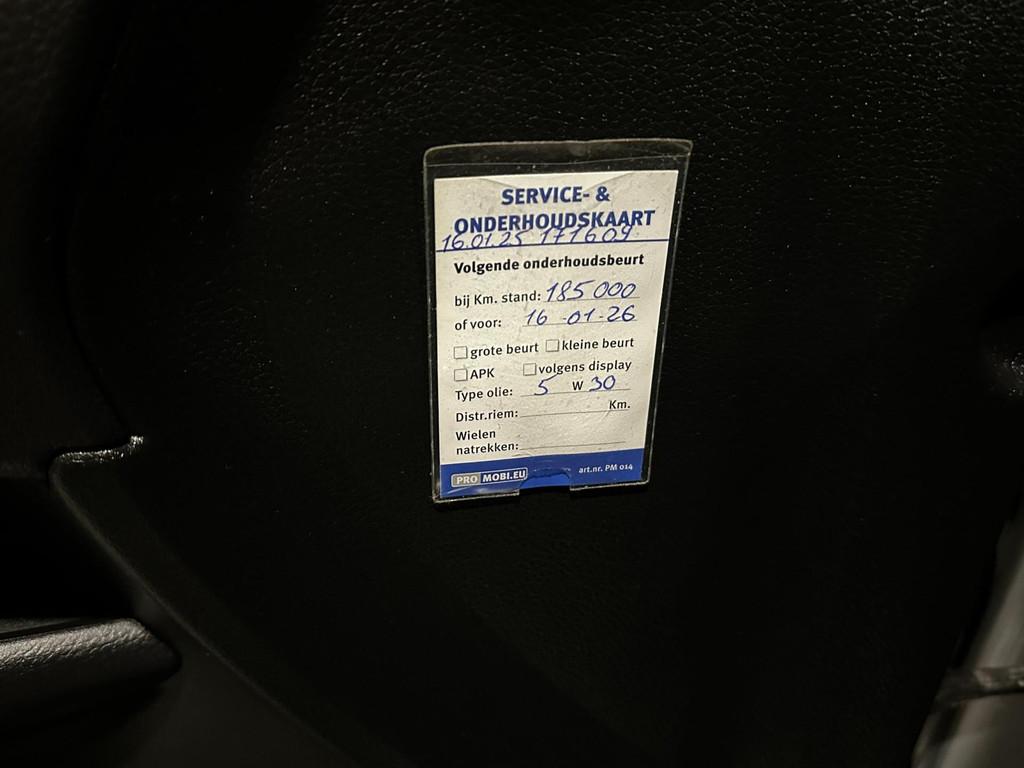 SERVICE- &
ONDERHOUDSKAART
16.01.25 171609
Volgende onderhoudsbeurt
bij Km. stand: 185 000
of voor: 16-01-26
grote beurt kleine beurt
APK volgens display
Type olie: 5 W 30
Distr.riem: Km.
Wielen
natrekken:
PRO MOBI.EU art.nr. PM 014